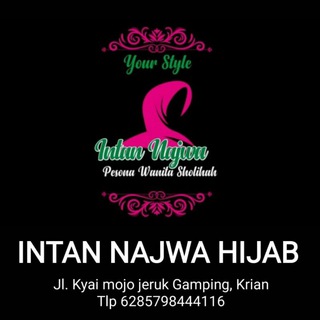 Your Style
Intan Najwa
Pesona Wanita Sholihah
INTAN NAJWA HIJAB
Jl. Kyai mojo jeruk Gamping, Krian
Tlp 6285798444116